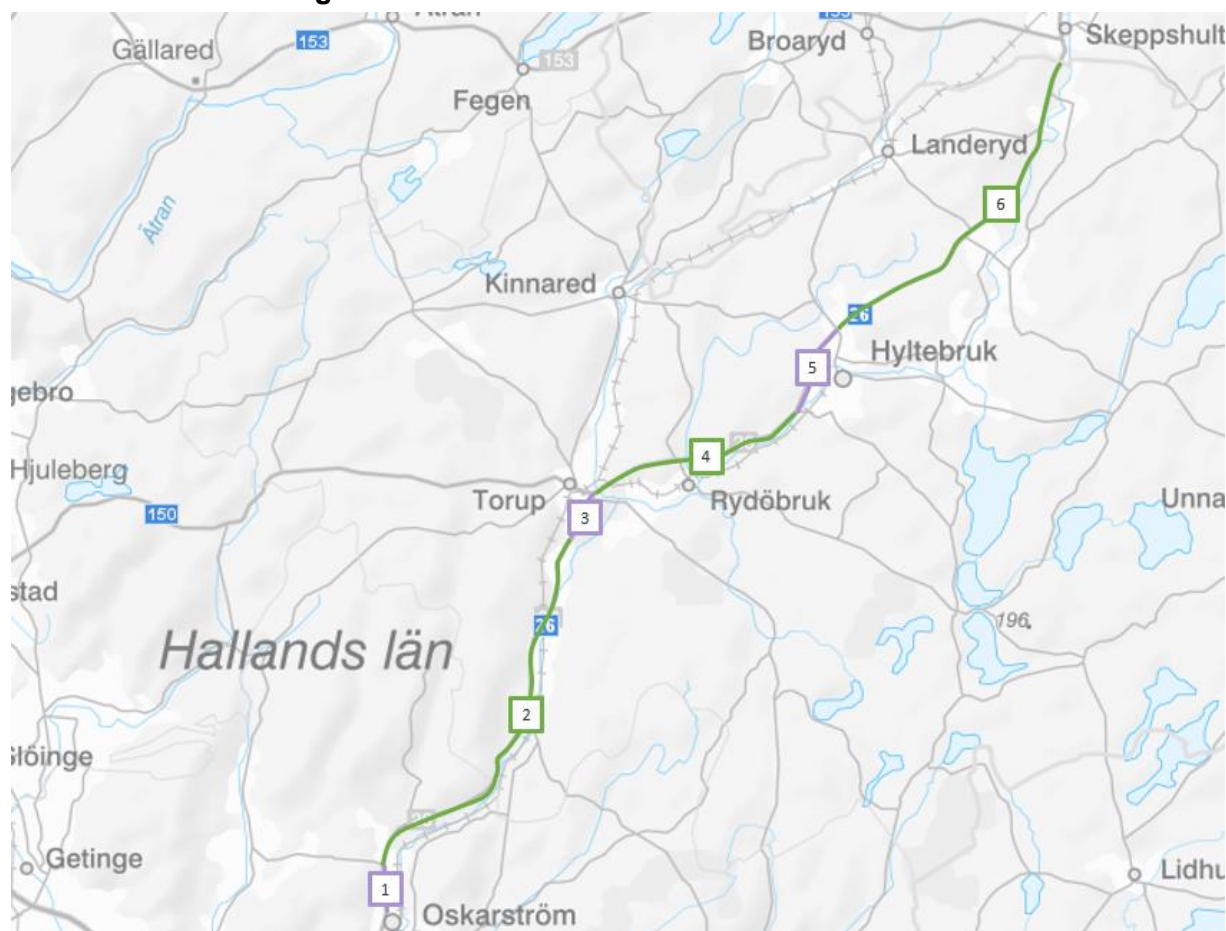 153
Gällared
153
Fegen
Broaryd
Skeppshult
Landeryd
Ätran
6
Kinnared
26
Hyltebruk
5
gebro
4
Hjuleberg
Torup
Rydöbruk
3
150
Unna
stad
196
26
Hallands län
2
Slöinge
Getinge
1
Oskarström
Lidhu